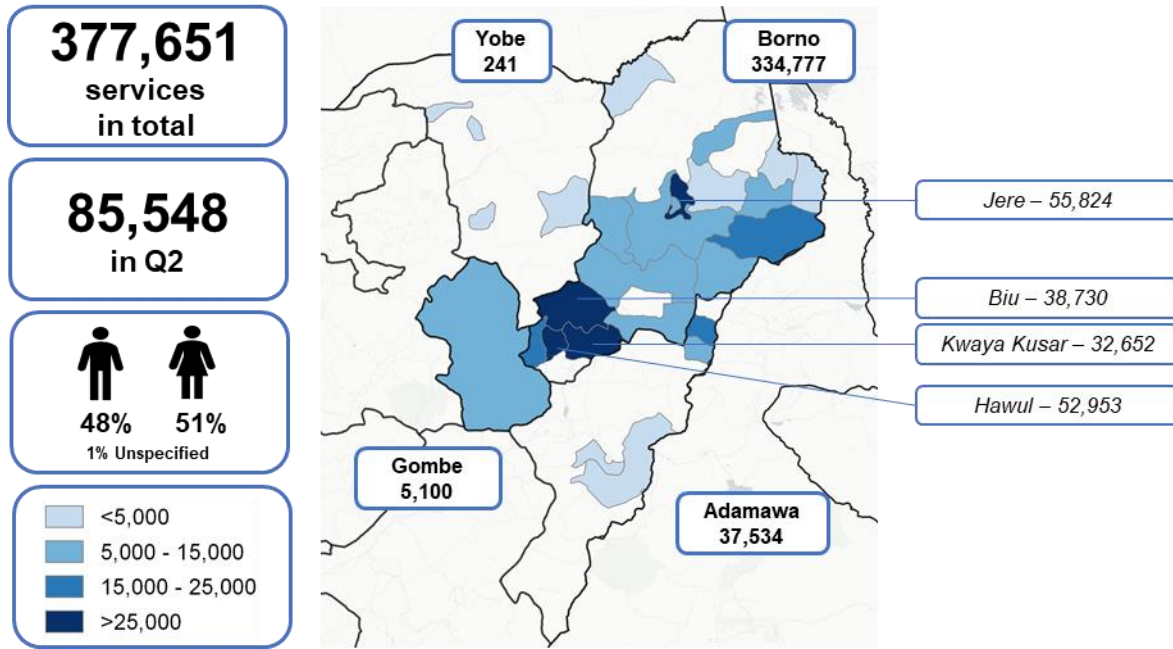 377,651
services
in total
85,548
in Q2
48% 51%
1% Unspecified
<5,000
5,000 - 15,000
15,000 - 25,000
>25,000
Yobe
241
Borno
334,777
Gombe
5,100
Adamawa
37,534
Jere – 55,824
Biu – 38,730
Kwaya Kusar – 32,652
Hawul – 52,953